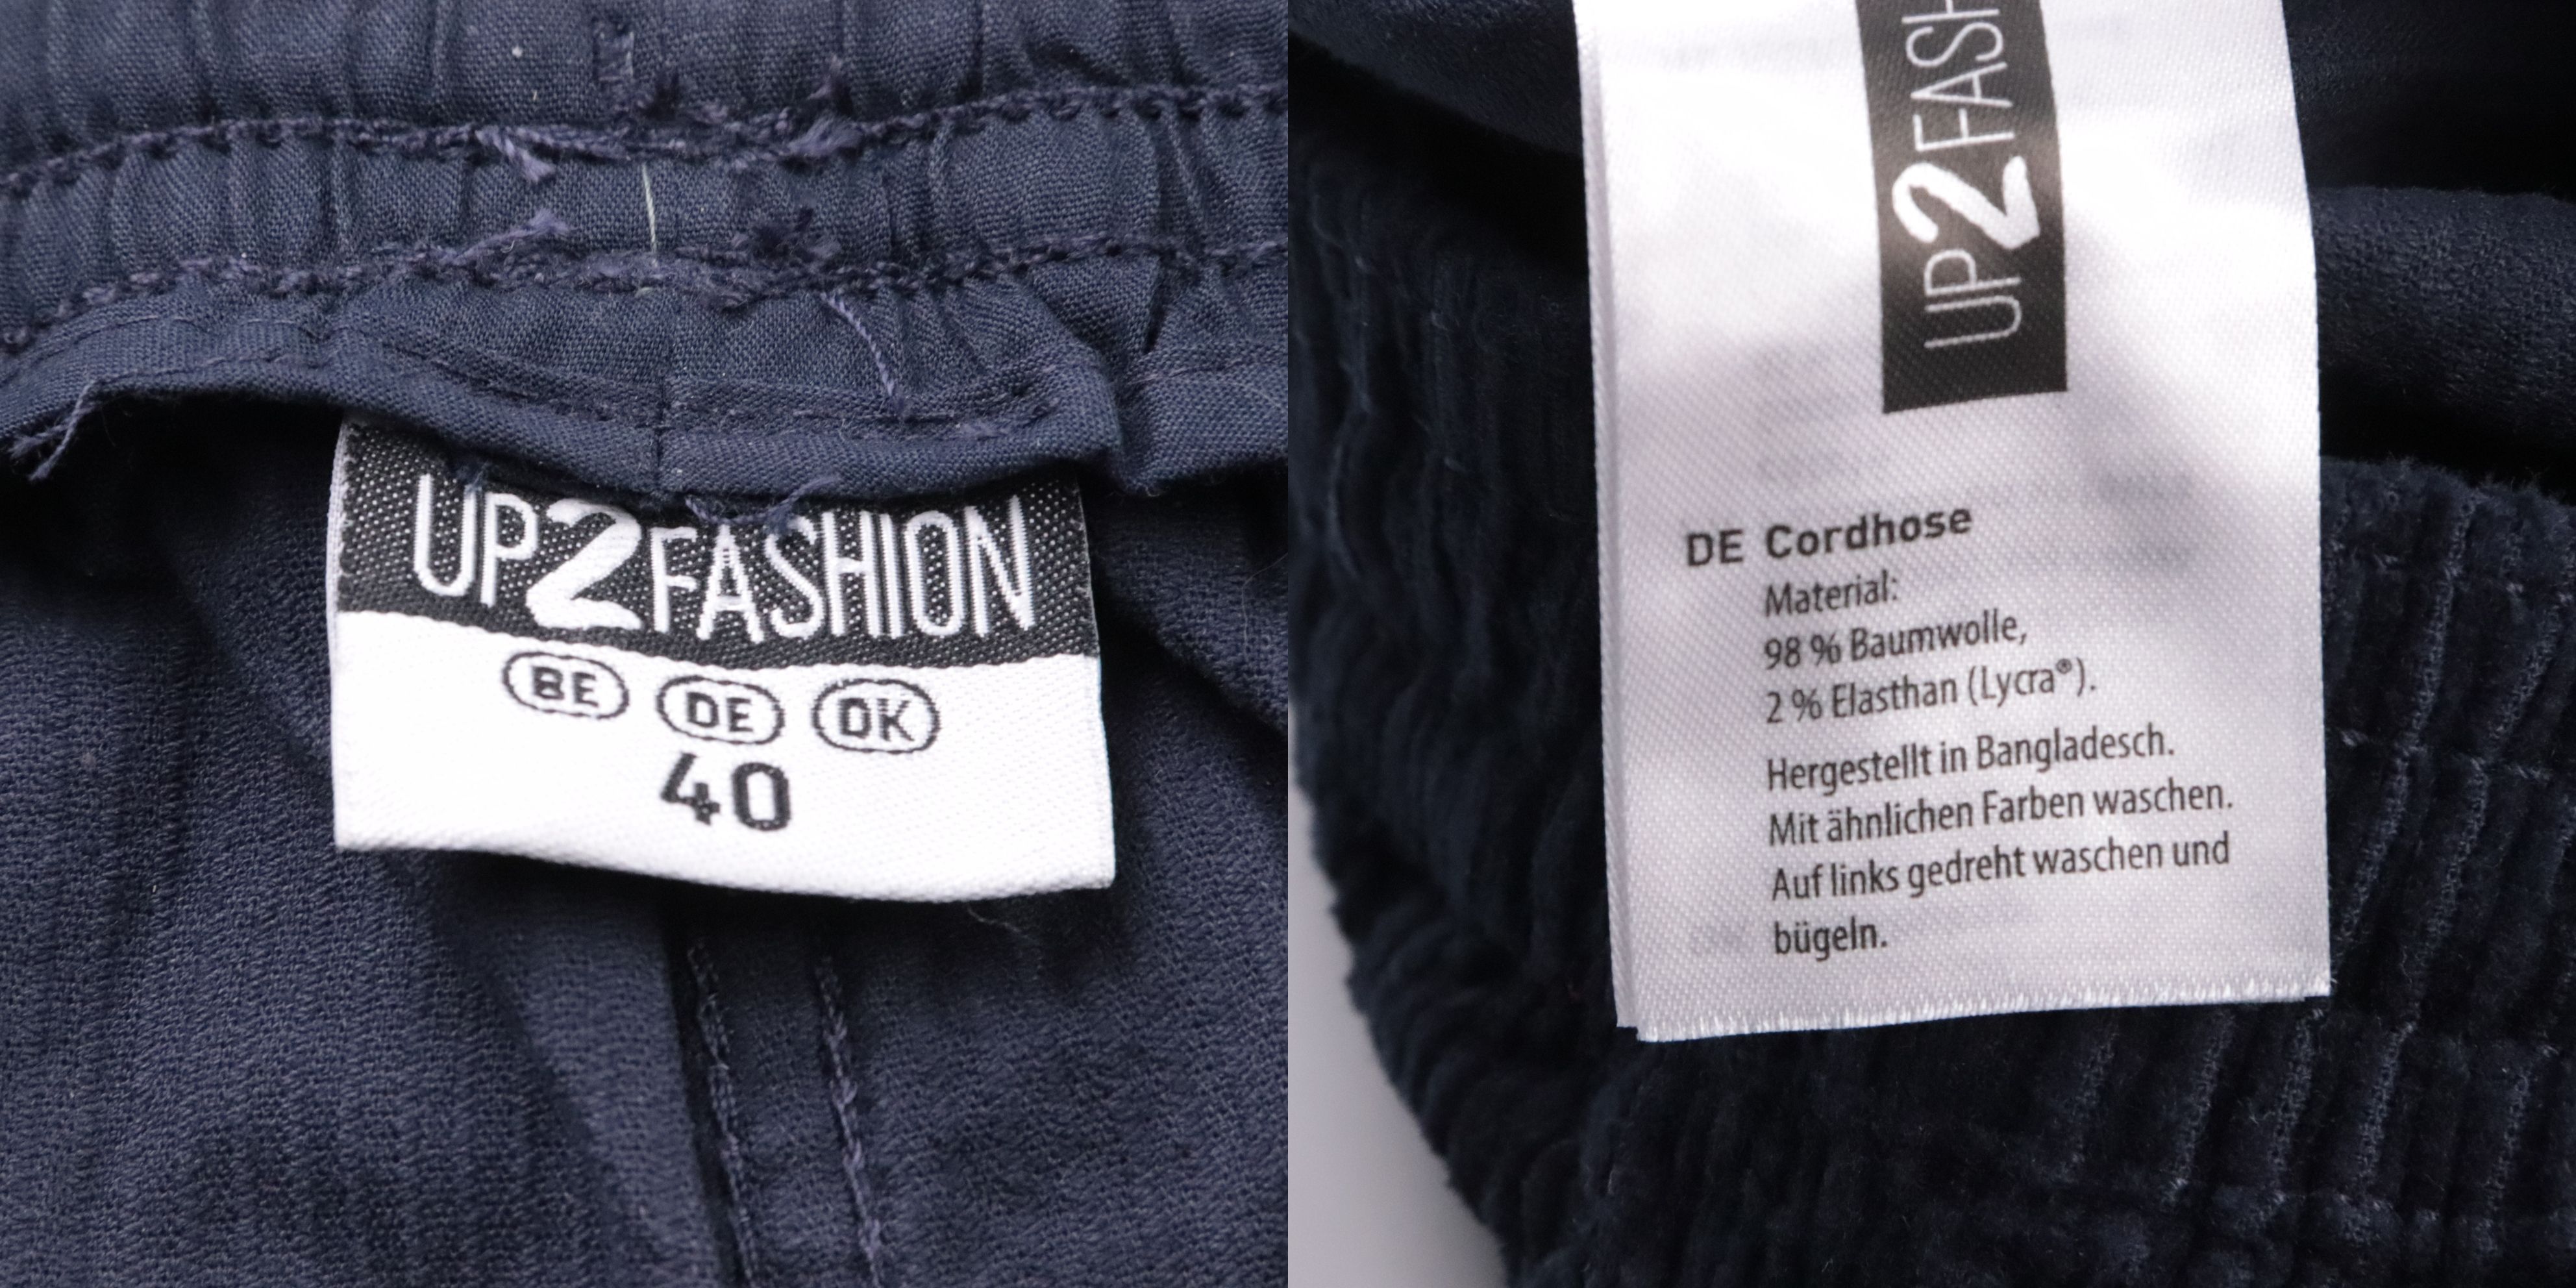 UP2FASHION
BE DE DK
40
UP2FASH
DE Cordhose
Material:
98 % Baumwolle,
2 % Elasthan (Lycra®).
Hergestellt in Bangladesch.
Mit ähnlichen Farben waschen.
Auf links gedreht waschen und
bügeln.